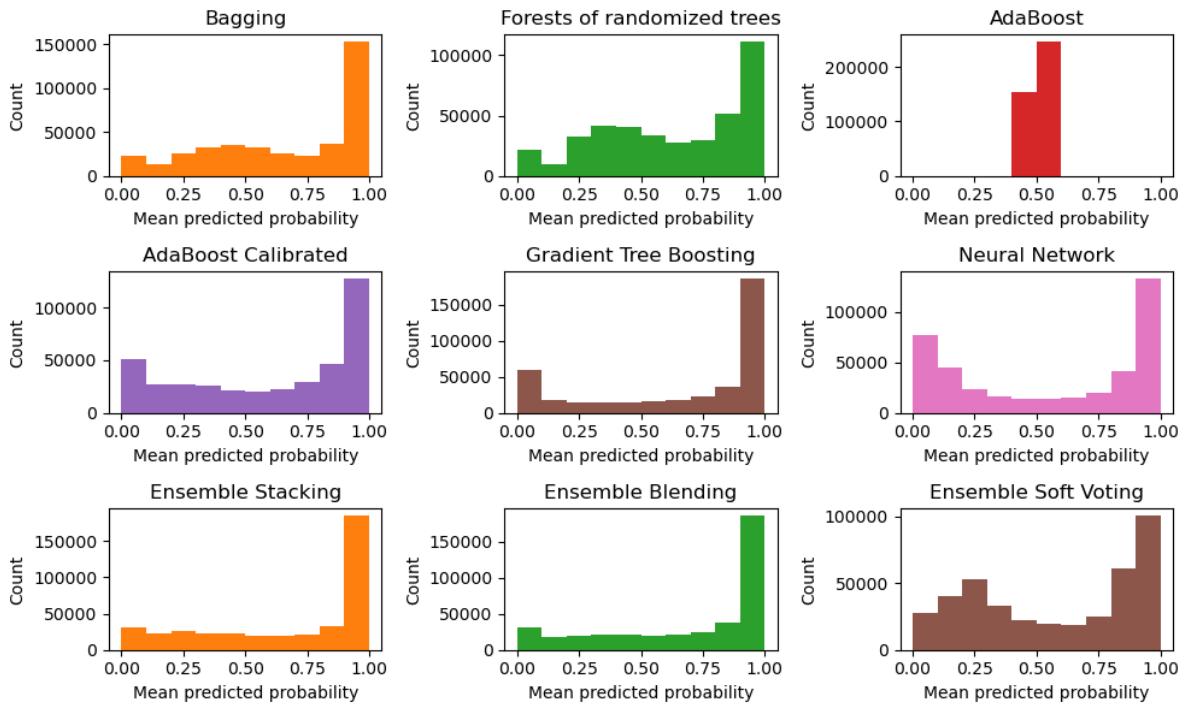 Bagging
Forests of randomized trees
AdaBoost
150000
100000
50000
0
Count
0.00 0.25 0.50 0.75 1.00
Mean predicted probability
100000
50000
0
Count
0.00 0.25 0.50 0.75 1.00
Mean predicted probability
200000
100000
0
Count
0.00 0.25 0.50 0.75 1.00
Mean predicted probability
AdaBoost Calibrated
Gradient Tree Boosting
Neural Network
100000
50000
0
Count
0.00 0.25 0.50 0.75 1.00
Mean predicted probability
150000
100000
50000
0
Count
0.00 0.25 0.50 0.75 1.00
Mean predicted probability
100000
50000
0
Count
0.00 0.25 0.50 0.75 1.00
Mean predicted probability
Ensemble Stacking
Ensemble Blending
Ensemble Soft Voting
150000
100000
50000
0
Count
0.00 0.25 0.50 0.75 1.00
Mean predicted probability
150000
100000
50000
0
Count
0.00 0.25 0.50 0.75 1.00
Mean predicted probability
100000
50000
0
Count
0.00 0.25 0.50 0.75 1.00
Mean predicted probability